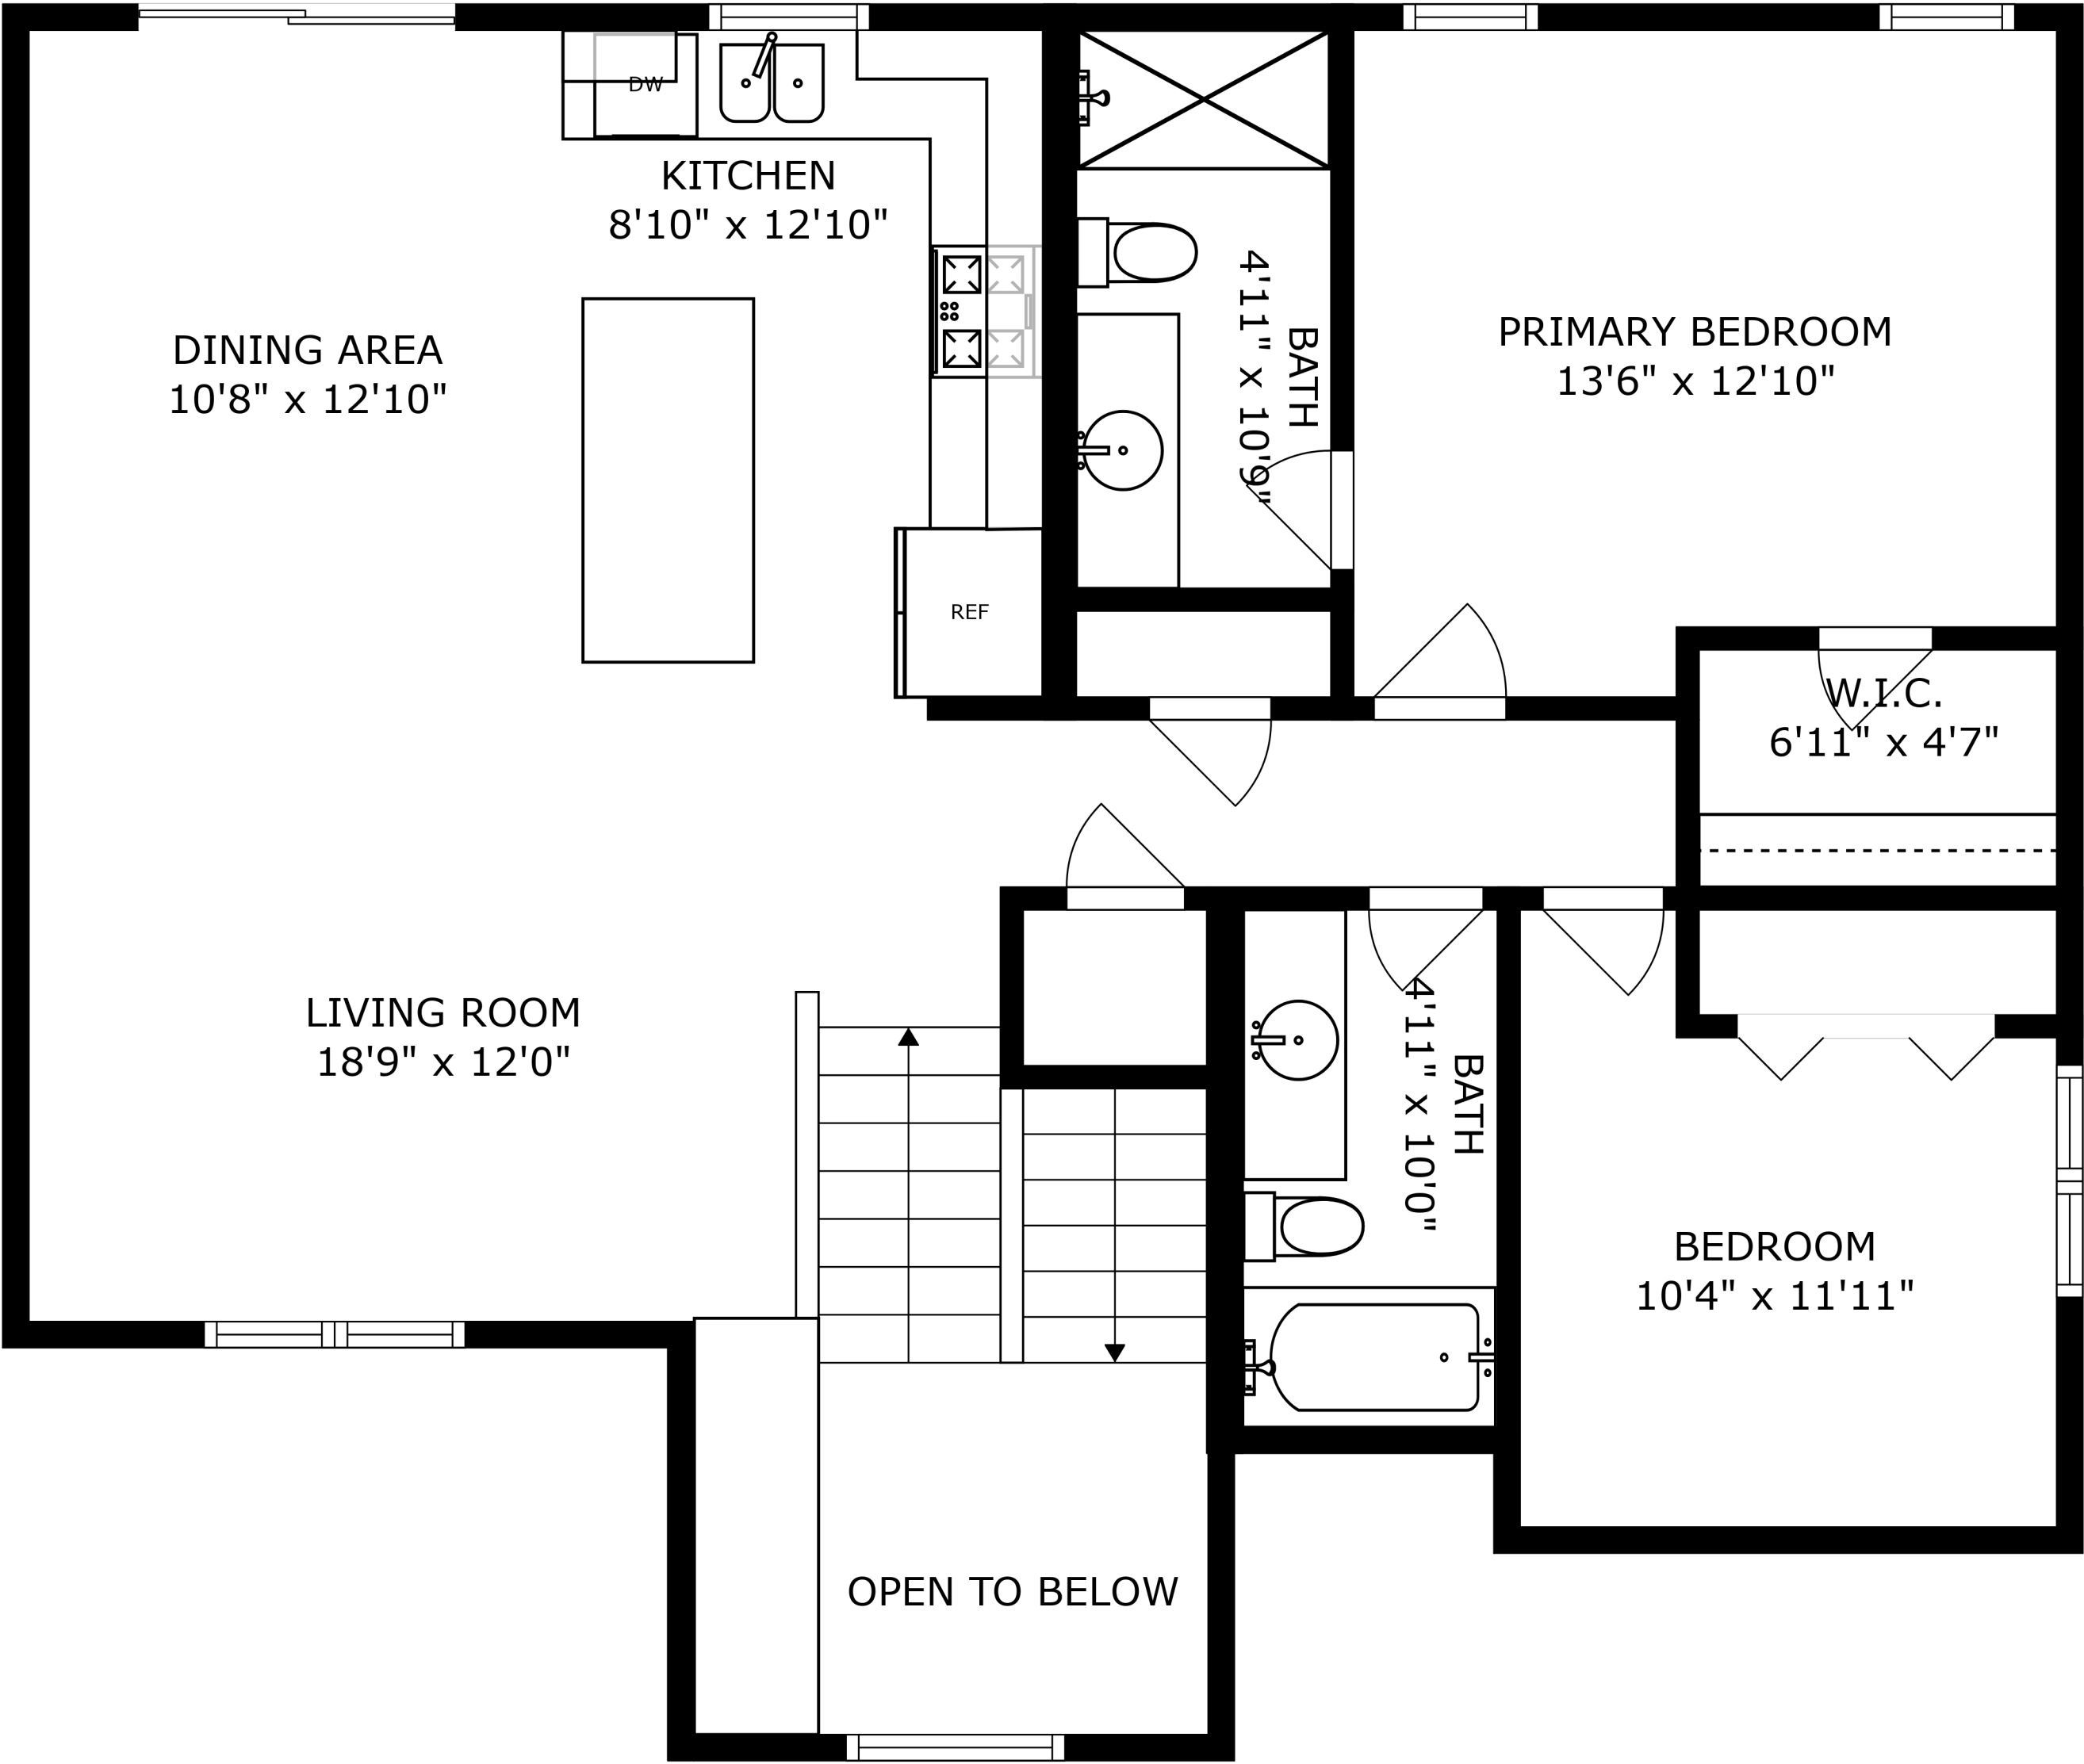 DW
KITCHEN
8'10" x 12'10"
DINING AREA
10'8" x 12'10"
BATH
4'11" x 10'9"
PRIMARY BEDROOM
13'6" x 12'10"
REF
W.I.C.
6'11" x 4'7"
LIVING ROOM
18'9" x 12'0"
BATH
4'11" x 10'0"
BEDROOM
10'4" x 11'11"
OPEN TO BELOW